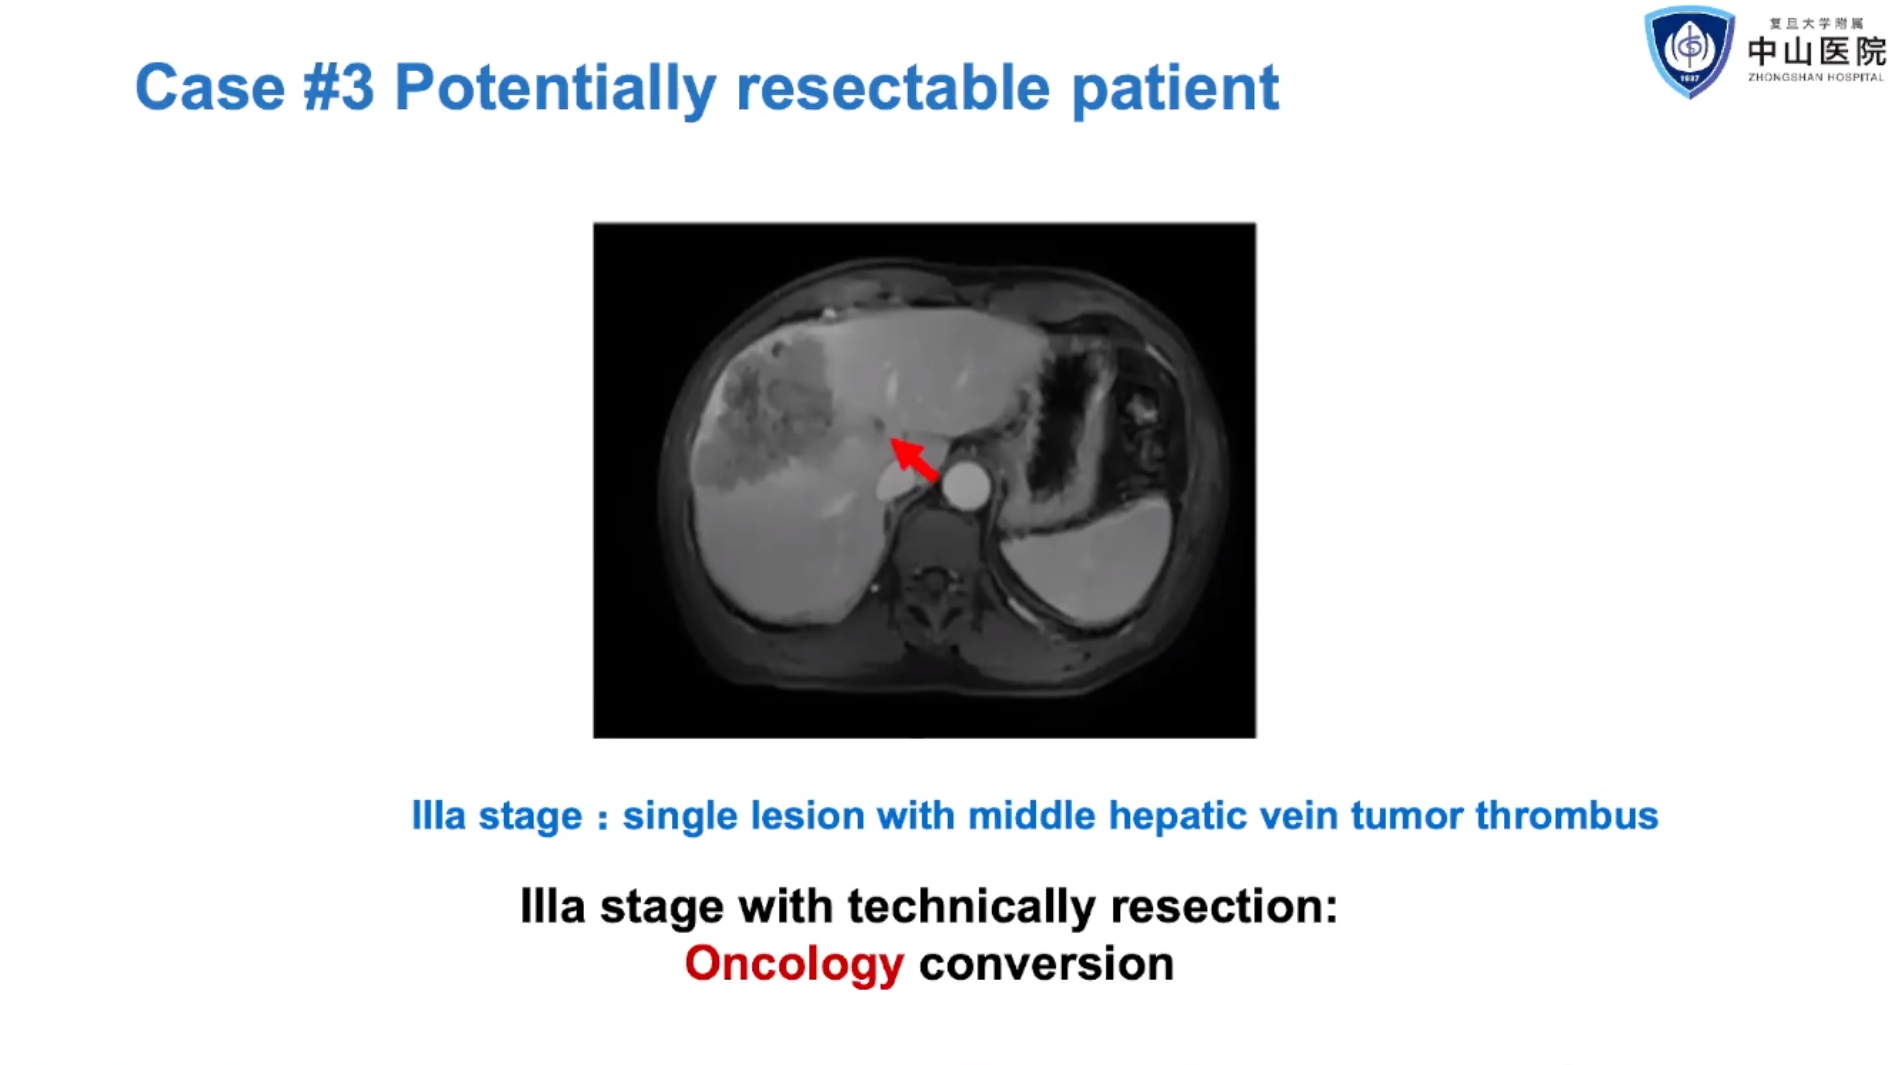 复旦大学附属
中山医院
ZHONGSHAN HOSPITAL
1937
Case #3 Potentially resectable patient
IIIa stage：single lesion with middle hepatic vein tumor thrombus
IIIa stage with technically resection:
Oncology conversion